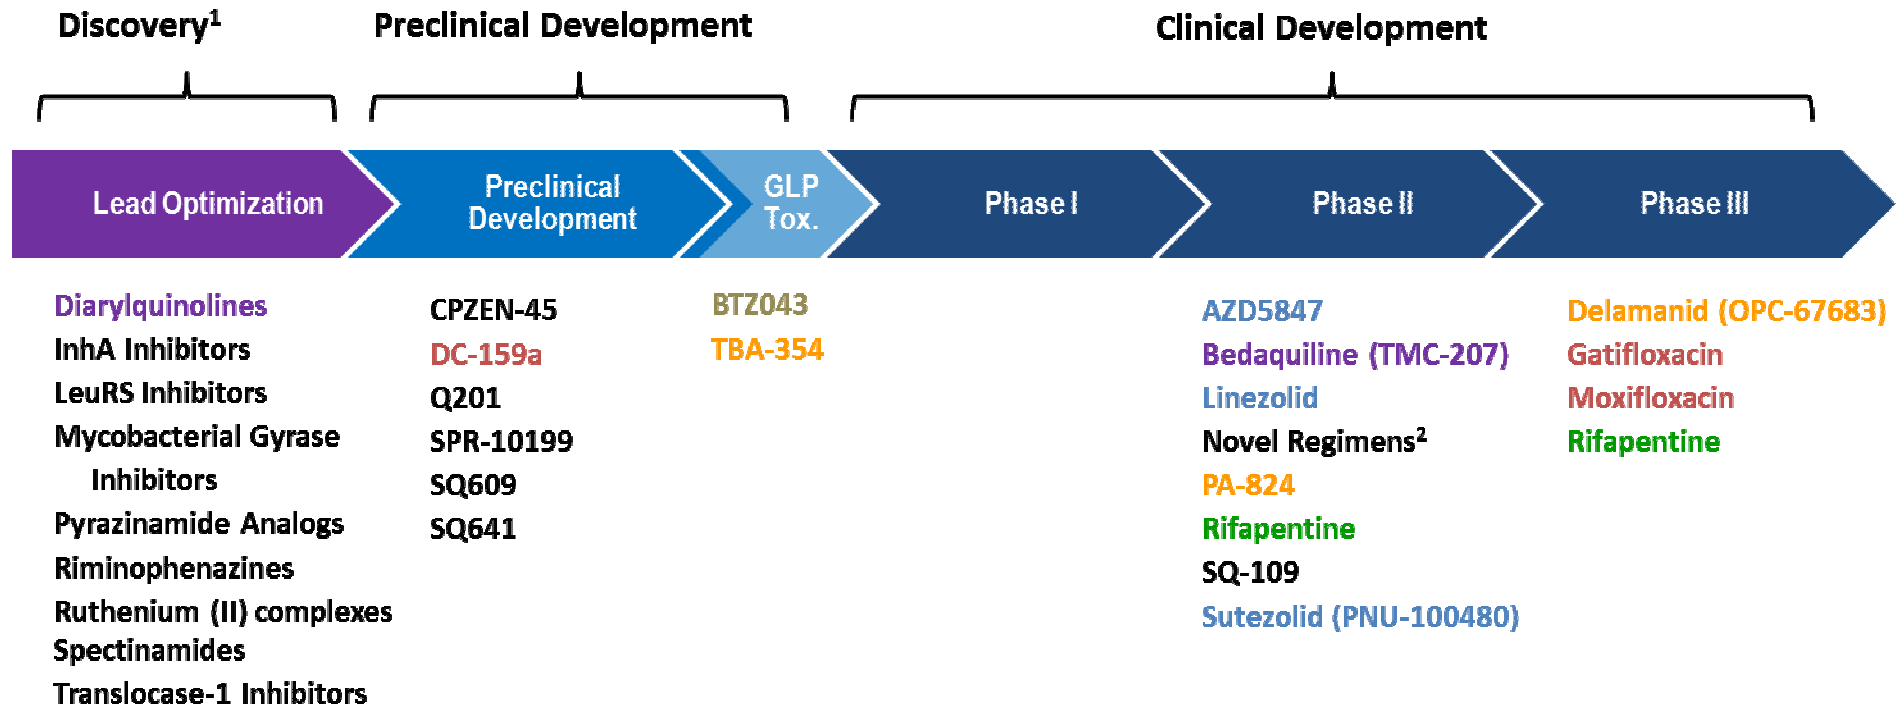 Discovery¹
Preclinical Development
Clinical Development
Lead Optimization
Preclinical
Development
GLP
Tox.
Phase I
Phase II
Phase III
Diarylquinolines
InhA Inhibitors
LeuRS Inhibitors
Mycobacterial Gyrase
Inhibitors
Pyrazinamide Analogs
Riminophenazines
Ruthenium (II) complexes
Spectinamides
Translocase-1 Inhibitors
CPZEN-45
DC-159a
Q201
SPR-10199
SQ609
SQ641
BTZ043
TBA-354
AZD5847
Bedaquiline (TMC-207)
Linezolid
Novel Regimens²
PA-824
Rifapentine
SQ-109
Sutezolid (PNU-100480)
Delamanid (OPC-67683)
Gatifloxacin
Moxifloxacin
Rifapentine